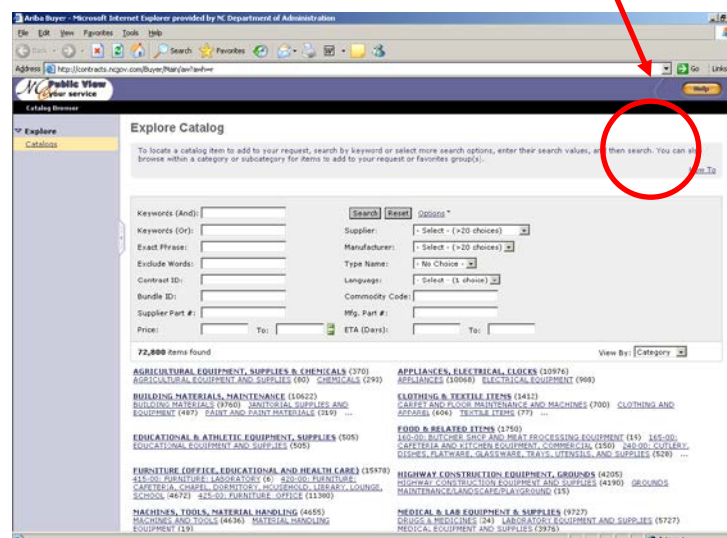 Ariba Buyer - Microsoft Internet Explorer provided by NC Department of Administration
File Edit View Favorites Tools Help
Back Search Favorites
Address http://contracts.ncgov.com/Buyer/Main/aw?awh=r Go Links
NC Public View
@ your service
Help
Catalog Browser
Explore
Catalogs
Explore Catalog
To locate a catalog item to add to your request, search by keyword or select more search options, enter their search values, and then search. You can also
browse within a category or subcategory for items to add to your request or favorites group(s).
How To
Keywords (And): Search Reset Options
Keywords (Or): Supplier: - Select - (>20 choices)
Exact Phrase: Manufacturer: - Select - (>20 choices)
Exclude Words: Type Name: - No Choice -
Contract ID: Language: - Select - (1 choice)
Bundle ID: Commodity Code:
Supplier Part #: Mfg. Part #:
Price: To: ETA (Days): To:
72,800 items found View By: Category
AGRICULTURAL EQUIPMENT, SUPPLIES & CHEMICALS (370)
AGRICULTURAL EQUIPMENT AND SUPPLIES (80) CHEMICALS (293)
APPLIANCES, ELECTRICAL, CLOCKS (10976)
APPLIANCES (10068) ELECTRICAL EQUIPMENT (908)
BUILDING MATERIALS, MAINTENANCE (10622)
BUILDING MATERIALS (9760) JANITORIAL SUPPLIES AND
EQUIPMENT (487) PAINT AND PAINT MATERIALS (319) ...
CLOTHING & TEXTILE ITEMS (1412)
CARPET AND FLOOR MAINTENANCE AND MACHINES (700) CLOTHING AND
APPAREL (606) TEXTILE ITEMS (77) ...
EDUCATIONAL & ATHLETIC EQUIPMENT, SUPPLIES (505)
EDUCATIONAL EQUIPMENT AND SUPPLIES (505)
FOOD & RELATED ITEMS (1750)
160-00: BUTCHER SHOP AND MEAT PROCESSING EQUIPMENT (15) 165-00:
CAFETERIA AND KITCHEN EQUIPMENT, COMMERCIAL (150) 240-00: CUTLERY,
DISHES, FLATWARE, GLASSWARE, TRAYS, UTENSILS, AND SUPPLIES (528) ...
FURNITURE (OFFICE, EDUCATIONAL AND HEALTH CARE) (15978)
415-00: FURNITURE: LABORATORY (6) 420-00: FURNITURE:
CAFETERIA, CHAPEL, DORMITORY, HOUSEHOLD, LIBRARY, LOUNGE,
SCHOOL (4672) 425-00: FURNITURE: OFFICE (11300)
HIGHWAY CONSTRUCTION EQUIPMENT, GROUNDS (4205)
HIGHWAY CONSTRUCTION EQUIPMENT AND SUPPLIES (4190) GROUNDS
MAINTENANCE/LANDSCAPE/PLAYGROUND (15)
MACHINES, TOOLS, MATERIAL HANDLING (4655)
MACHINES AND TOOLS (4636) MATERIAL HANDLING
EQUIPMENT (19)
MEDICAL & LAB EQUIPMENT & SUPPLIES (9727)
DRUGS & MEDICINES (24) LABORATORY EQUIPMENT AND SUPPLIES (5727)
MEDICAL EQUIPMENT AND SUPPLIES (3976)